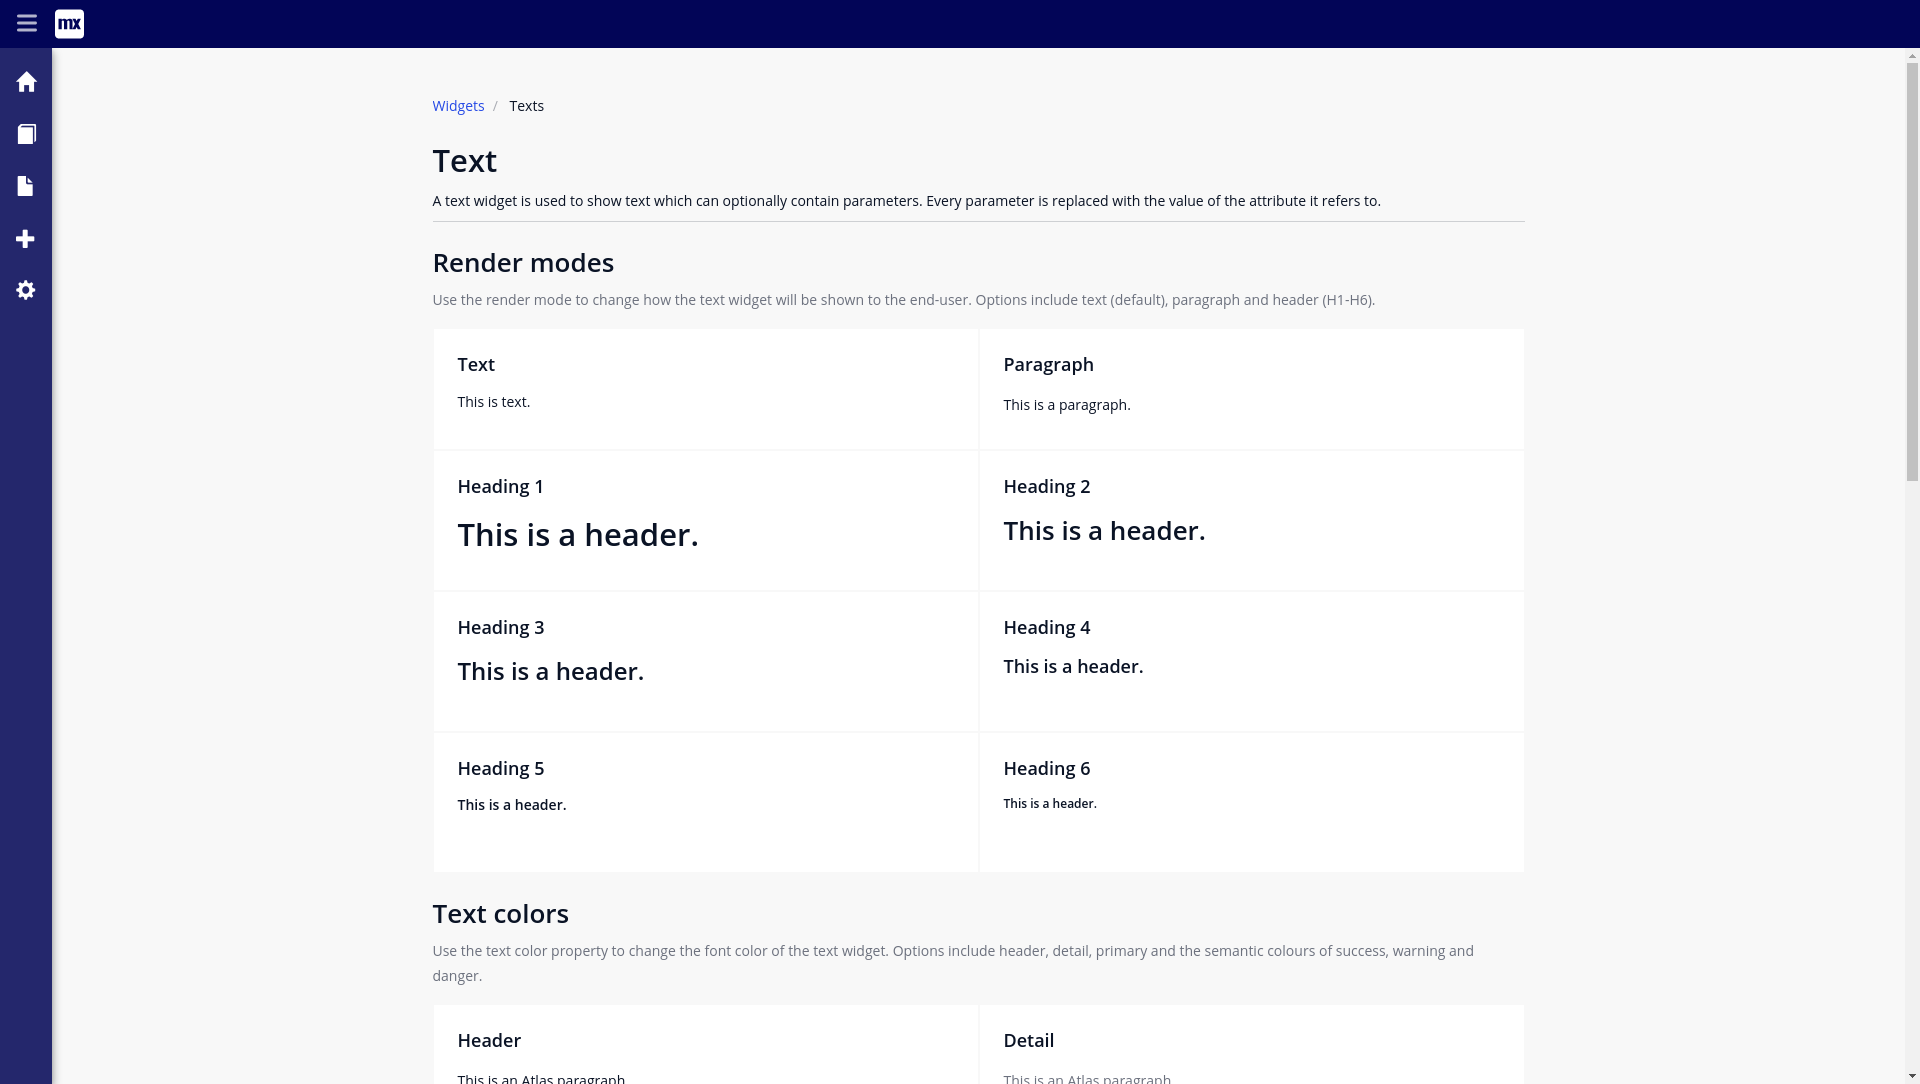 mx
Widgets / Texts
Text
A text widget is used to show text which can optionally contain parameters. Every parameter is replaced with the value of the attribute it refers to.
Render modes
Use the render mode to change how the text widget will be shown to the end-user. Options include text (default), paragraph and header (H1-H6).
Text
This is text.
Paragraph
This is a paragraph.
Heading 1
This is a header.
Heading 2
This is a header.
Heading 3
This is a header.
Heading 4
This is a header.
Heading 5
This is a header.
Heading 6
This is a header.
Text colors
Use the text color property to change the font color of the text widget. Options include header, detail, primary and the semantic colours of success, warning and
danger.
Header
This is an Atlas paragraph
Detail
This is an Atlas paragraph